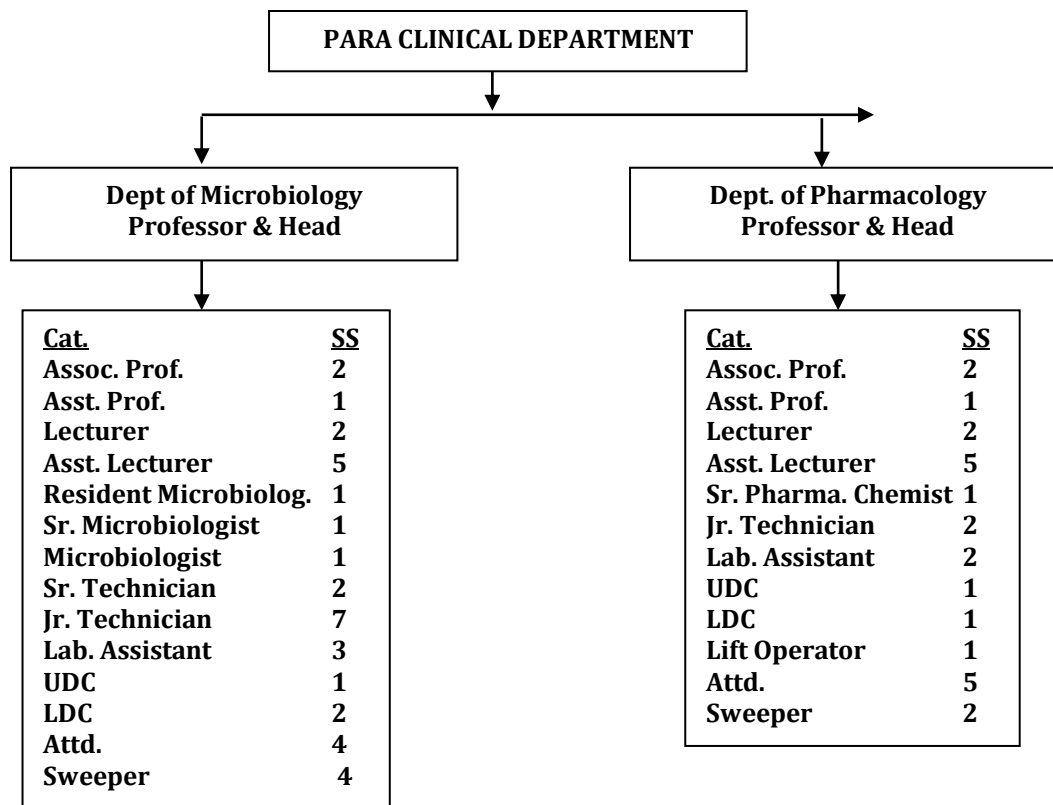 PARA CLINICAL DEPARTMENT
Dept of Microbiology
Professor & Head
Cat. SS
Assoc. Prof. 2
Asst. Prof. 1
Lecturer 2
Asst. Lecturer 5
Resident Microbiolog. 1
Sr. Microbiologist 1
Microbiologist 1
Sr. Technician 2
Jr. Technician 7
Lab. Assistant 3
UDC 1
LDC 2
Attd. 4
Sweeper 4
Dept. of Pharmacology
Professor & Head
Cat. SS
Assoc. Prof. 2
Asst. Prof. 1
Lecturer 2
Asst. Lecturer 5
Sr. Pharma. Chemist 1
Jr. Technician 2
Lab. Assistant 2
UDC 1
LDC 1
Lift Operator 1
Attd. 5
Sweeper 2